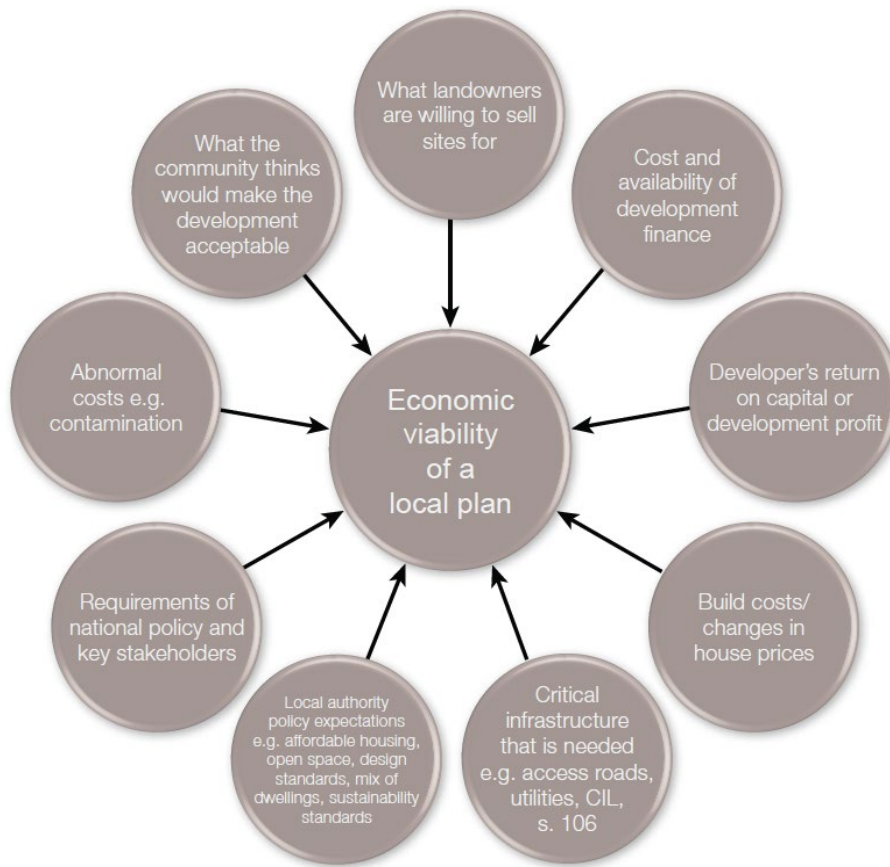 What landowners
are willing to sell
sites for
Cost and
availability of
development
finance
Developer's return
on capital or
development profit
Build costs/
changes in
house prices
Critical
infrastructure
that is needed
e.g. access roads,
utilities, CIL,
s. 106
Local authority
policy expectations
e.g. affordable housing,
open space, design
standards, mix of
dwellings, sustainability
standards
Requirements of
national policy and
key stakeholders
Abnormal
costs e.g.
contamination
What the
community thinks
would make the
development
acceptable
Economic
viability
of a
local plan